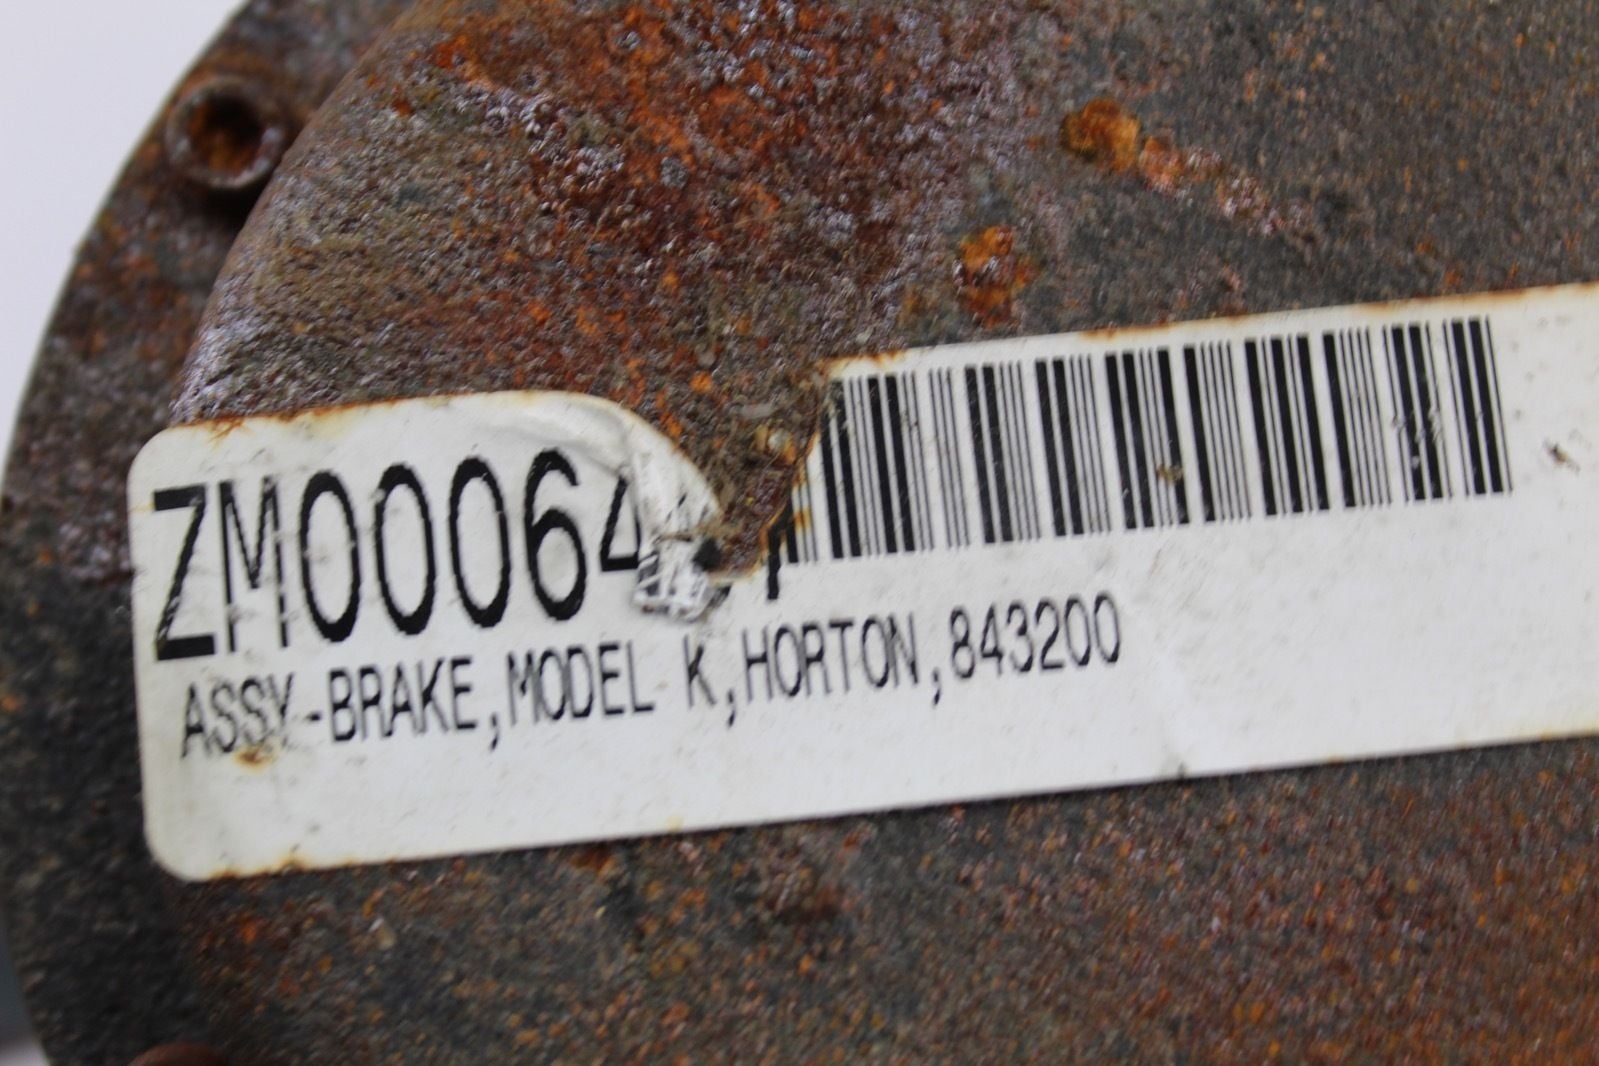 ZM00064
ASSY-BRAKE,MODEL K,HORTON,843200